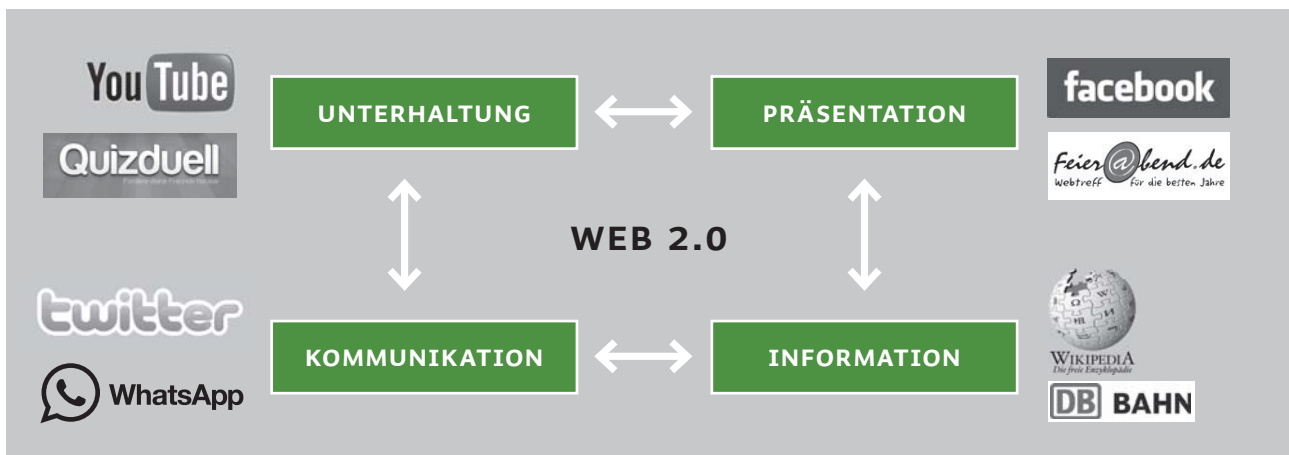 YouTube
UNTERHALTUNG
PRÄSENTATION
facebook
Quizduell
Feier@bend.de
Webtreff für die besten Jahre
WEB 2.0
twitter
KOMMUNIKATION
INFORMATION
WIKIPEDIA
Die freie Enzyklopädie
WhatsApp
DB BAHN